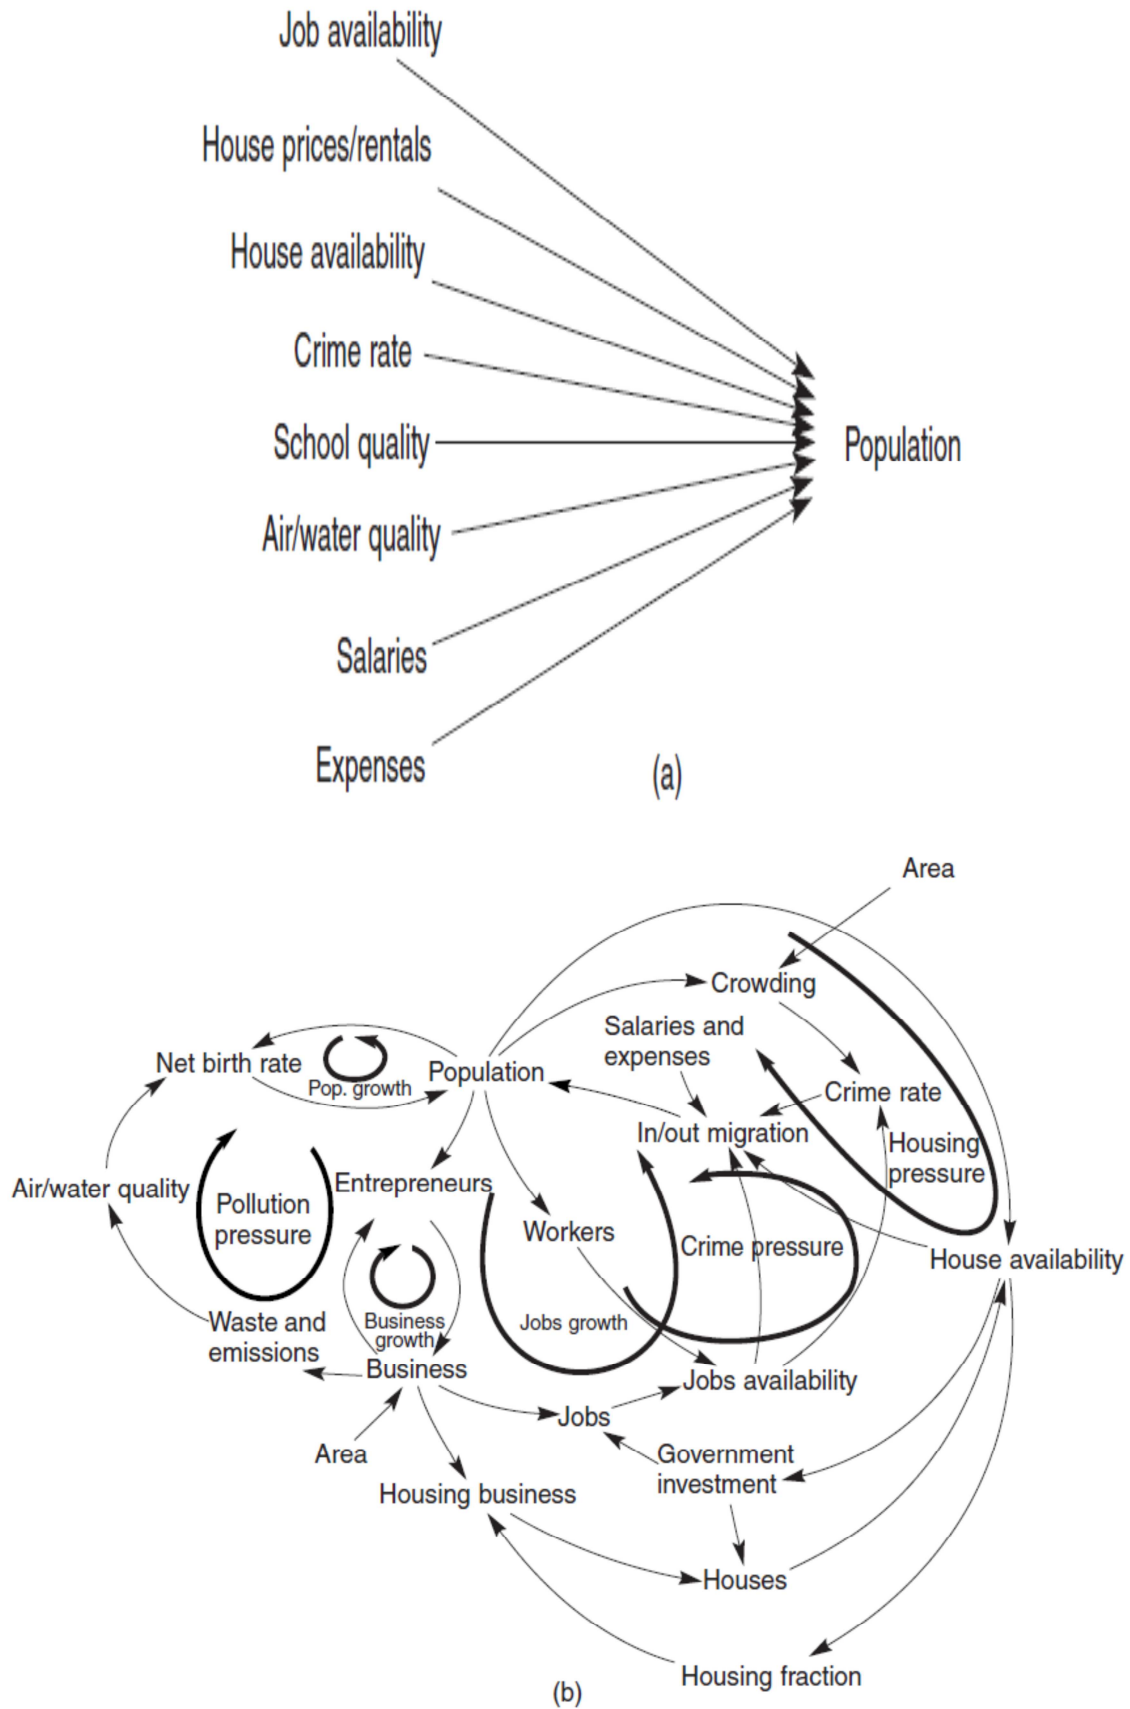 Job availability
House prices/rentals
House availability
Crime rate
School quality
Population
Air/water quality
Salaries
Expenses
(a)
Area
Crowding
Salaries and
expenses
Net birth rate
Population
Pop. growth
Crime rate
In/out migration
Housing
pressure
Air/water quality
Entrepreneurs
Pollution
pressure
Workers
Crime pressure
House availability
Waste and
emissions
Business
growth
Jobs growth
Business
Jobs availability
Jobs
Area
Government
investment
Housing business
Houses
Housing fraction
(b)